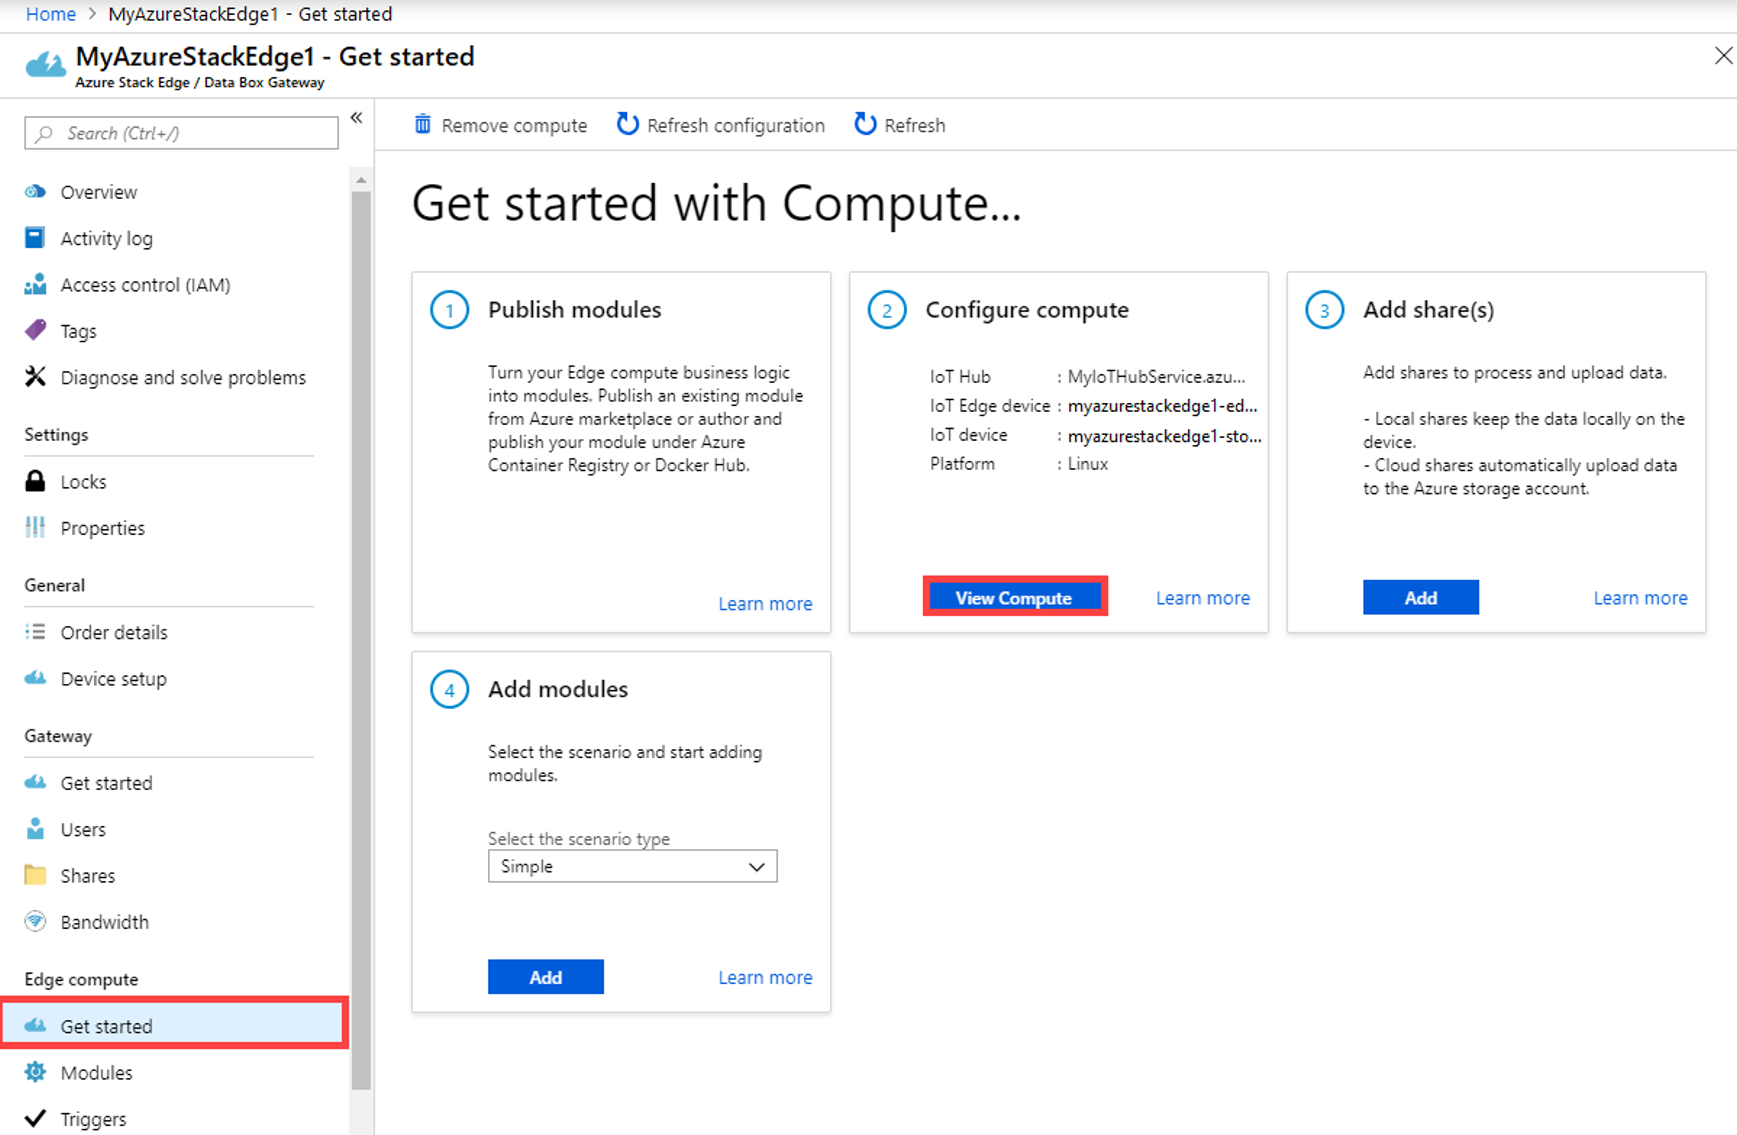 Home > MyAzureStackEdge1 - Get started
MyAzureStackEdge1 - Get started
Azure Stack Edge / Data Box Gateway
Search (Ctrl+/)
«
Overview
Activity log
Access control (IAM)
Tags
Diagnose and solve problems
Settings
Locks
Properties
General
Order details
Device setup
Gateway
Get started
Users
Shares
Bandwidth
Edge compute
Get started
Modules
Triggers
Remove compute Refresh configuration Refresh
Get started with Compute...
1 Publish modules
Turn your Edge compute business logic
into modules. Publish an existing module
from Azure marketplace or author and
publish your module under Azure
Container Registry or Docker Hub.
Learn more
2 Configure compute
IoT Hub : MyIoTHubService.azu...
IoT Edge device : myazurestackedge1-ed...
IoT device : myazurestackedge1-sto...
Platform : Linux
View Compute Learn more
3 Add share(s)
Add shares to process and upload data.
- Local shares keep the data locally on the
device.
- Cloud shares automatically upload data
to the Azure storage account.
Add Learn more
4 Add modules
Select the scenario and start adding
modules.
Select the scenario type
Simple
Add Learn more